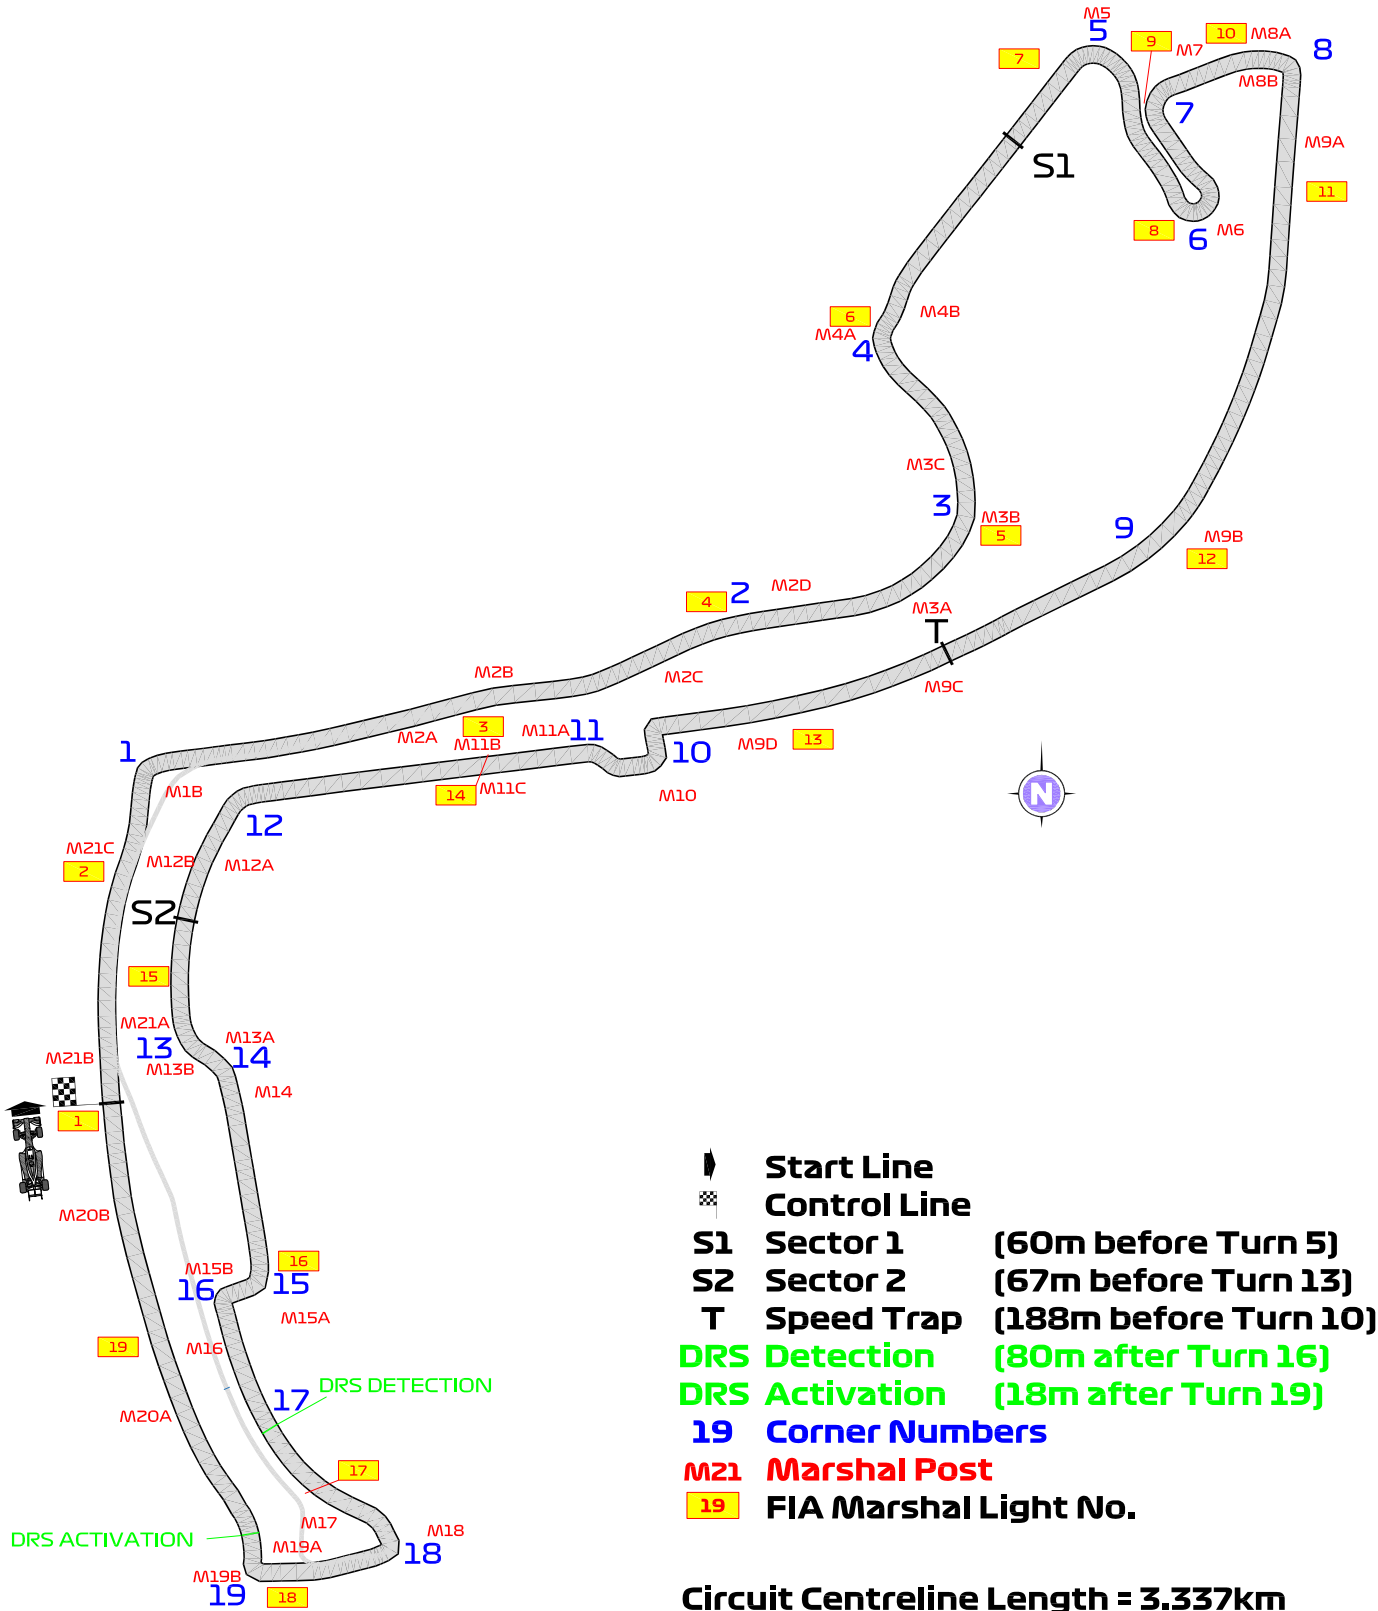 M5
5
10 M8A
9
M7
8
7
M8B
7
M9A
S1
11
8
6
M6
6
M4B
M4A
4
M3C
3
M3B
5
9
M9B
12
2
M2D
4
M3A
T
M2B
M2C
M9C
3
M11A
11
M2A
M11B
10
M9D
13
1
M1B
14
M11C
M10
N
12
M21C
2
M12B
M12A
S2
15
M21A
M13A
13
14
M21B
M13B
M14
1
M20B
16
M15B
16
15
M15A
19
M16
DRS DETECTION
17
M20A
17
M17
M18
DRS ACTIVATION
M19A
18
M19B
19
18
Start Line
Control Line
S1 Sector 1 (60m before Turn 5)
S2 Sector 2 (67m before Turn 13)
T Speed Trap (188m before Turn 10)
DRS Detection (80m after Turn 16)
DRS Activation (18m after Turn 19)
19 Corner Numbers
M21 Marshal Post
19 FIA Marshal Light No.
Circuit Centreline Length = 3.337km